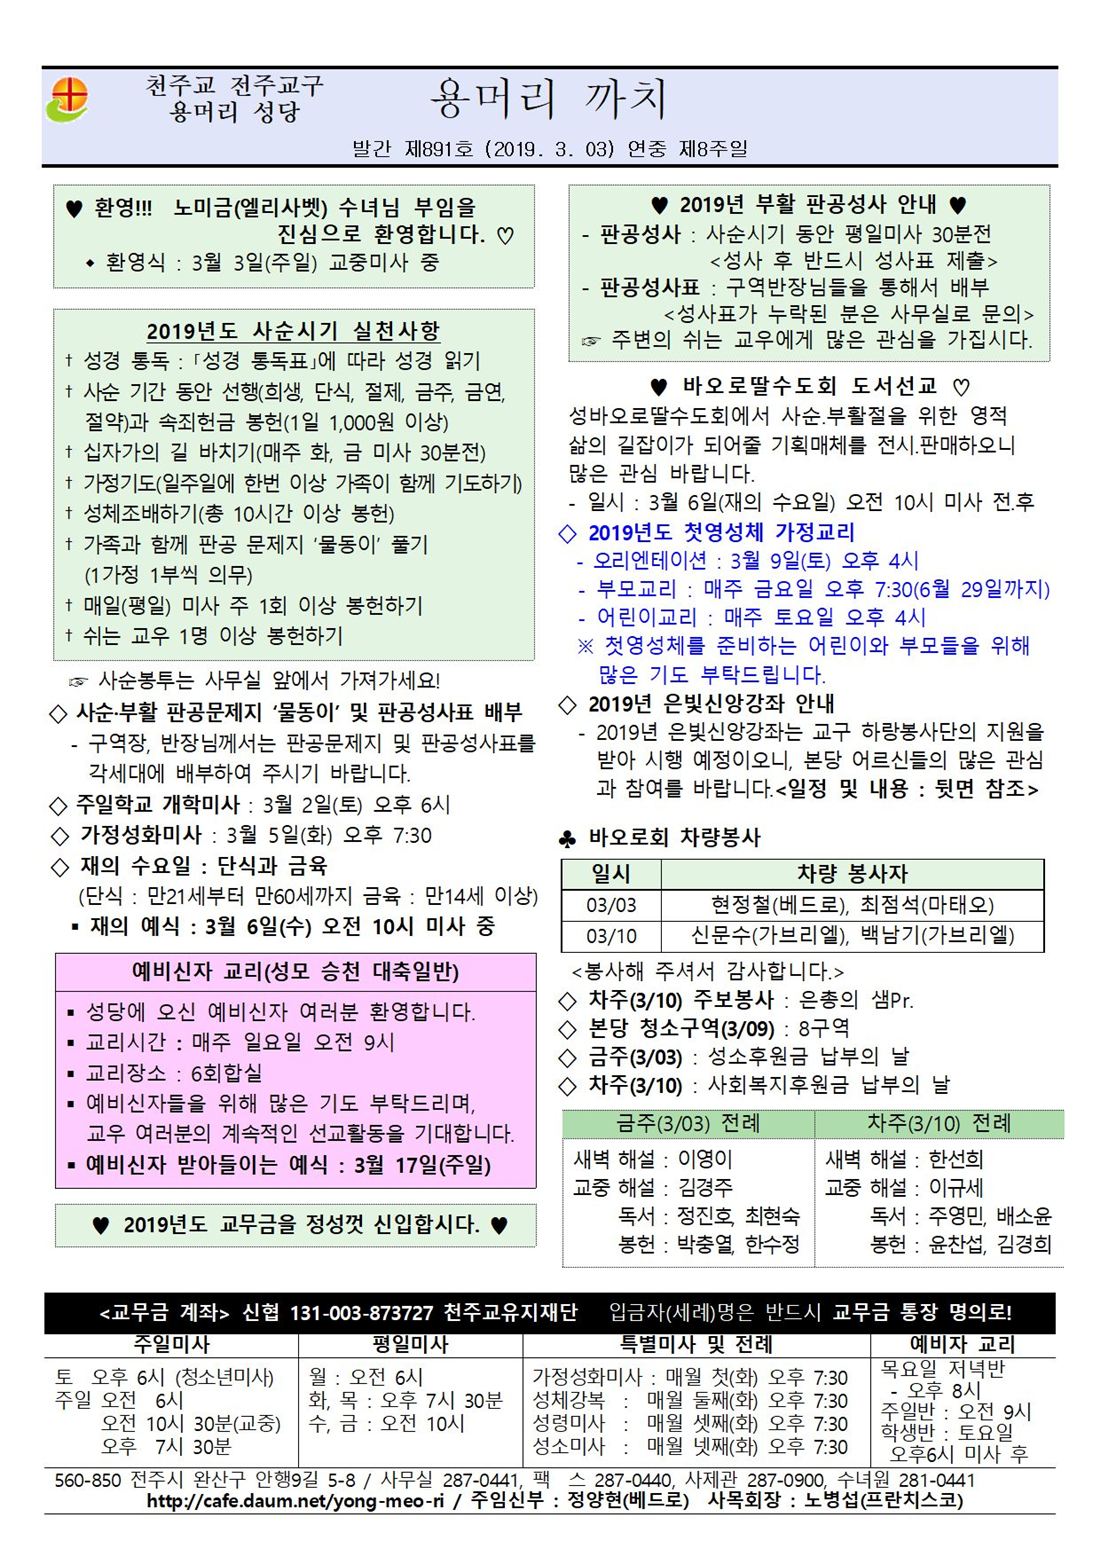 천주교 전주교구
용머리 성당
용머리 까치
발간 제891호 (2019. 3. 03) 연중 제8주일
♥ 환영!!! 노미금(엘리사벳) 수녀님 부임을
진심으로 환영합니다. ♡
◆ 환영식 : 3월 3일(주일) 교중미사 중
2019년도 사순시기 실천사항
† 성경 통독 : ｢성경 통독표｣에 따라 성경 읽기
† 사순 기간 동안 선행(희생, 단식, 절제, 금주, 금연,
절약)과 속죄헌금 봉헌(1일 1,000원 이상)
† 십자가의 길 바치기(매주 화, 금 미사 30분전)
† 가정기도(일주일에 한번 이상 가족이 함께 기도하기)
† 성체조배하기(총 10시간 이상 봉헌)
† 가족과 함께 판공 문제지 ‘물동이’ 풀기
(1가정 1부씩 의무)
† 매일(평일) 미사 주 1회 이상 봉헌하기
† 쉬는 교우 1명 이상 봉헌하기
☞ 사순봉투는 사무실 앞에서 가져가세요!
◇ 사순·부활 판공문제지 ‘물동이’ 및 판공성사표 배부
- 구역장, 반장님께서는 판공문제지 및 판공성사표를
각세대에 배부하여 주시기 바랍니다.
◇ 주일학교 개학미사 : 3월 2일(토) 오후 6시
◇ 가정성화미사 : 3월 5일(화) 오후 7:30
◇ 재의 수요일 : 단식과 금육
(단식 : 만21세부터 만60세까지 금육 : 만14세 이상)
▪ 재의 예식 : 3월 6일(수) 오전 10시 미사 중
예비신자 교리(성모 승천 대축일반)
▪ 성당에 오신 예비신자 여러분 환영합니다.
▪ 교리시간 : 매주 일요일 오전 9시
▪ 교리장소 : 6회합실
▪ 예비신자들을 위해 많은 기도 부탁드리며,
교우 여러분의 계속적인 선교활동을 기대합니다.
▪ 예비신자 받아들이는 예식 : 3월 17일(주일)
♥ 2019년도 교무금을 정성껏 신입합시다. ♥
♥ 2019년 부활 판공성사 안내 ♥
- 판공성사 : 사순시기 동안 평일미사 30분전
<성사 후 반드시 성사표 제출>
- 판공성사표 : 구역반장님들을 통해서 배부
<성사표가 누락된 분은 사무실로 문의>
☞ 주변의 쉬는 교우에게 많은 관심을 가집시다.
♥ 바오로딸수도회 도서선교 ♡
성바오로딸수도회에서 사순.부활절을 위한 영적
삶의 길잡이가 되어줄 기획매체를 전시.판매하오니
많은 관심 바랍니다.
- 일시 : 3월 6일(재의 수요일) 오전 10시 미사 전.후
◇ 2019년도 첫영성체 가정교리
- 오리엔테이션 : 3월 9일(토) 오후 4시
- 부모교리 : 매주 금요일 오후 7:30(6월 29일까지)
- 어린이교리 : 매주 토요일 오후 4시
※ 첫영성체를 준비하는 어린이와 부모들을 위해
많은 기도 부탁드립니다.
◇ 2019년 은빛신앙강좌 안내
- 2019년 은빛신앙강좌는 교구 하랑봉사단의 지원을
받아 시행 예정이오니, 본당 어르신들의 많은 관심
과 참여를 바랍니다.<일정 및 내용 : 뒷면 참조>
♣ 바오로회 차량봉사
일시 차량 봉사자
03/03 현정철(베드로), 최점석(마태오)
03/10 신문수(가브리엘), 백남기(가브리엘)
<봉사해 주셔서 감사합니다.>
◇ 차주(3/10) 주보봉사 : 은총의 샘Pr.
◇ 본당 청소구역(3/09) : 8구역
◇ 금주(3/03) : 성소후원금 납부의 날
◇ 차주(3/10) : 사회복지후원금 납부의 날
금주(3/03) 전례 차주(3/10) 전례
새벽 해설 : 이영이 새벽 해설 : 한선희
교중 해설 : 김경주 교중 해설 : 이규세
독서 : 정진호, 최현숙 독서 : 주영민, 배소윤
봉헌 : 박충열, 한수정 봉헌 : 윤찬섭, 김경희
<교무금 계좌> 신협 131-003-873727 천주교유지재단 입금자(세례)명은 반드시 교무금 통장 명의로!
주일미사 평일미사 특별미사 및 전례 예비자 교리
토 오후 6시 (청소년미사)
주일 오전 6시
오전 10시 30분(교중)
오후 7시 30분
월 : 오전 6시
화, 목 : 오후 7시 30분
수, 금 : 오전 10시
가정성화미사 : 매월 첫(화) 오후 7:30
성체강복 : 매월 둘째(화) 오후 7:30
성령미사 : 매월 셋째(화) 오후 7:30
성소미사 : 매월 넷째(화) 오후 7:30
목요일 저녁반
- 오후 8시
주일반 : 오전 9시
학생반 : 토요일
오후6시 미사 후
560-850 전주시 완산구 안행9길 5-8 / 사무실 287-0441, 팩 스 287-0440, 사제관 287-0900, 수녀원 281-0441
http://cafe.daum.net/yong-meo-ri / 주임신부 : 정양현(베드로) 사목회장 : 노병섭(프란치스코)